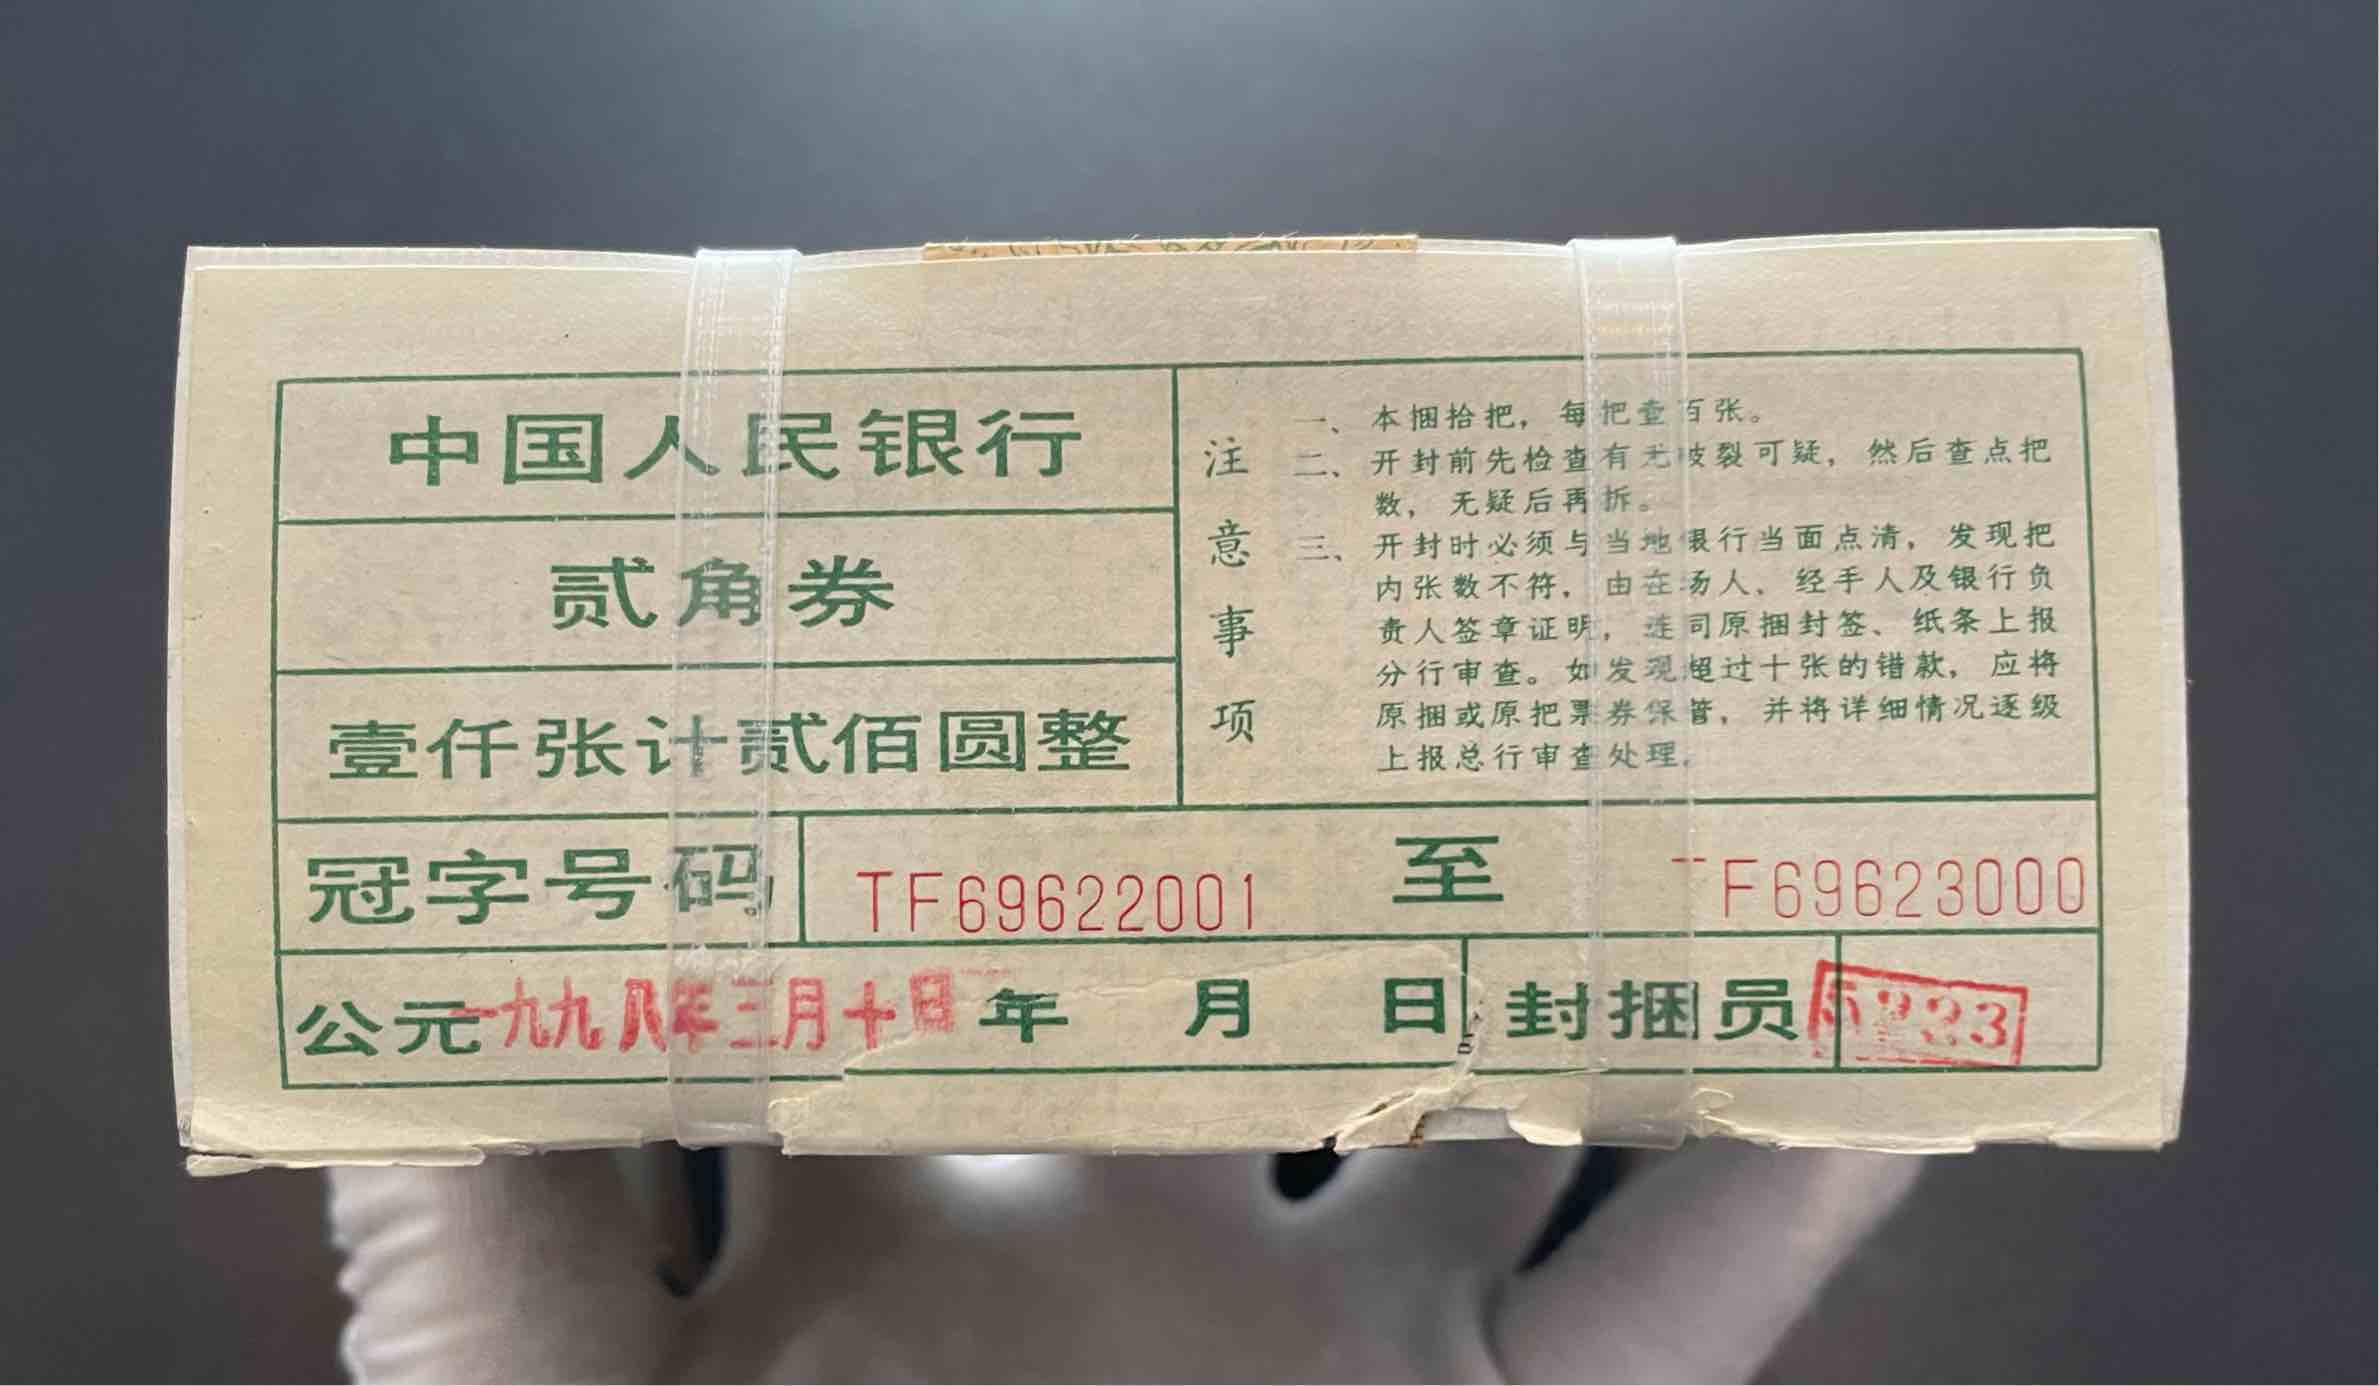 中国人民银行
贰角券
壹仟张计贰佰圆整
注意事项
一、本捆拾把，每把壹百张。
二、开封前先检查有无破裂可疑，然后查点把
数，无疑后再拆。
三、开封时必须与当地银行当面点清，发现把
内张数不符，由在场人、经手人及银行负
责人签章证明，连同原捆封签、纸条上报
分行审查。如发现超过十张的错款，应将
原捆或原把票券保管，并将详细情况逐级
上报总行审查处理。
冠字号码 TF69622001 至 TF69623000
公元一九九八年三月十日 年 月 日 封捆员